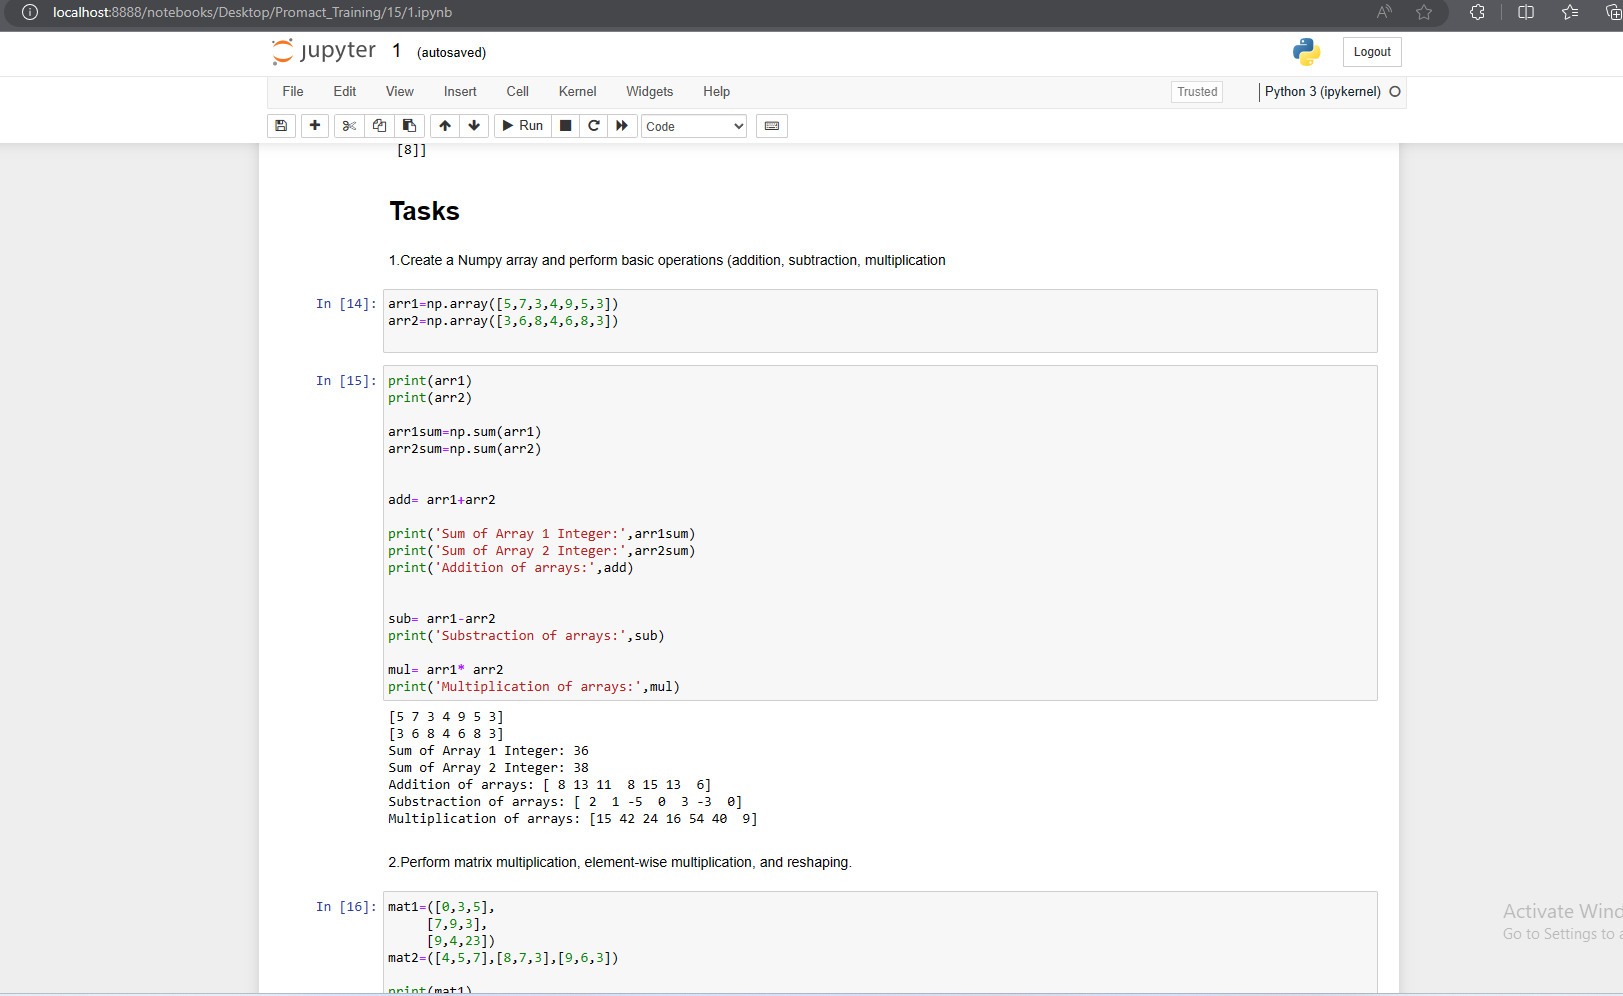 localhost:8888/notebooks/Desktop/Promact_Training/15/1.ipynb
jupyter 1 (autosaved)
Logout
File Edit View Insert Cell Kernel Widgets Help
Trusted
Python 3 (ipykernel)
Run
Code
[8]]
Tasks
1.Create a Numpy array and perform basic operations (addition, subtraction, multiplication
In [14]:
arr1=np.array([5,7,3,4,9,5,3])
arr2=np.array([3,6,8,4,6,8,3])
In [15]:
print(arr1)
print(arr2)
arr1sum=np.sum(arr1)
arr2sum=np.sum(arr2)
add= arr1+arr2
print('Sum of Array 1 Integer:',arr1sum)
print('Sum of Array 2 Integer:',arr2sum)
print('Addition of arrays:',add)
sub= arr1-arr2
print('Substraction of arrays:',sub)
mul= arr1* arr2
print('Multiplication of arrays:',mul)
[5 7 3 4 9 5 3]
[3 6 8 4 6 8 3]
Sum of Array 1 Integer: 36
Sum of Array 2 Integer: 38
Addition of arrays: [ 8 13 11  8 15 13  6]
Substraction of arrays: [ 2  1 -5  0  3 -3  0]
Multiplication of arrays: [15 42 24 16 54 40  9]
2.Perform matrix multiplication, element-wise multiplication, and reshaping.
In [16]:
mat1=([0,3,5],
[7,9,3],
[9,4,23])
mat2=([4,5,7],[8,7,3],[9,6,3])
print(mat1)
Activate Wind
Go to Settings to a